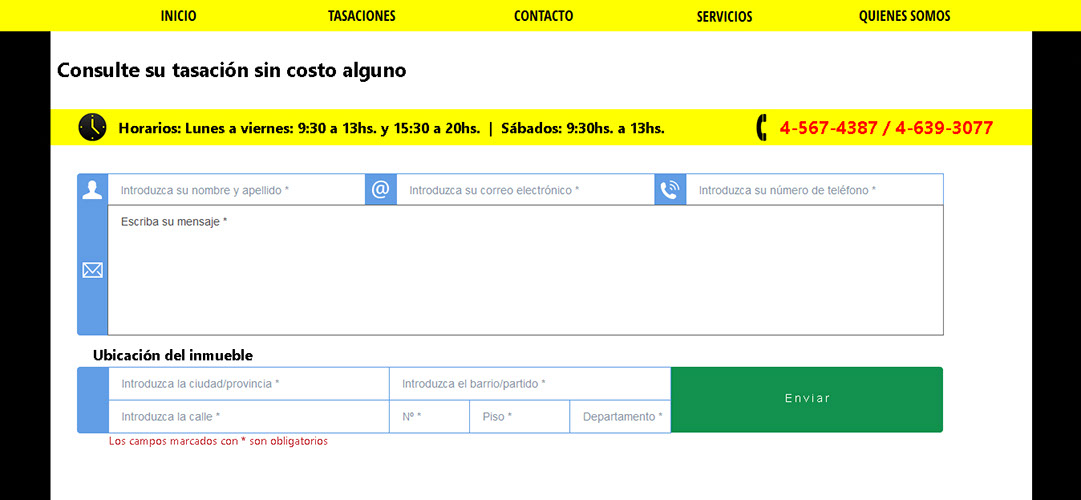 INICIO TASACIONES CONTACTO SERVICIOS QUIENES SOMOS
Consulte su tasación sin costo alguno
Horarios: Lunes a viernes: 9:30 a 13hs. y 15:30 a 20hs. | Sábados: 9:30hs. a 13hs. 4-567-4387 / 4-639-3077
Introduzca su nombre y apellido * @ Introduzca su correo electrónico * Introduzca su número de teléfono *
Escriba su mensaje *
Ubicación del inmueble
Introduzca la ciudad/provincia * Introduzca el barrio/partido *
Enviar
Introduzca la calle * Nº * Piso * Departamento *
Los campos marcados con * son obligatorios